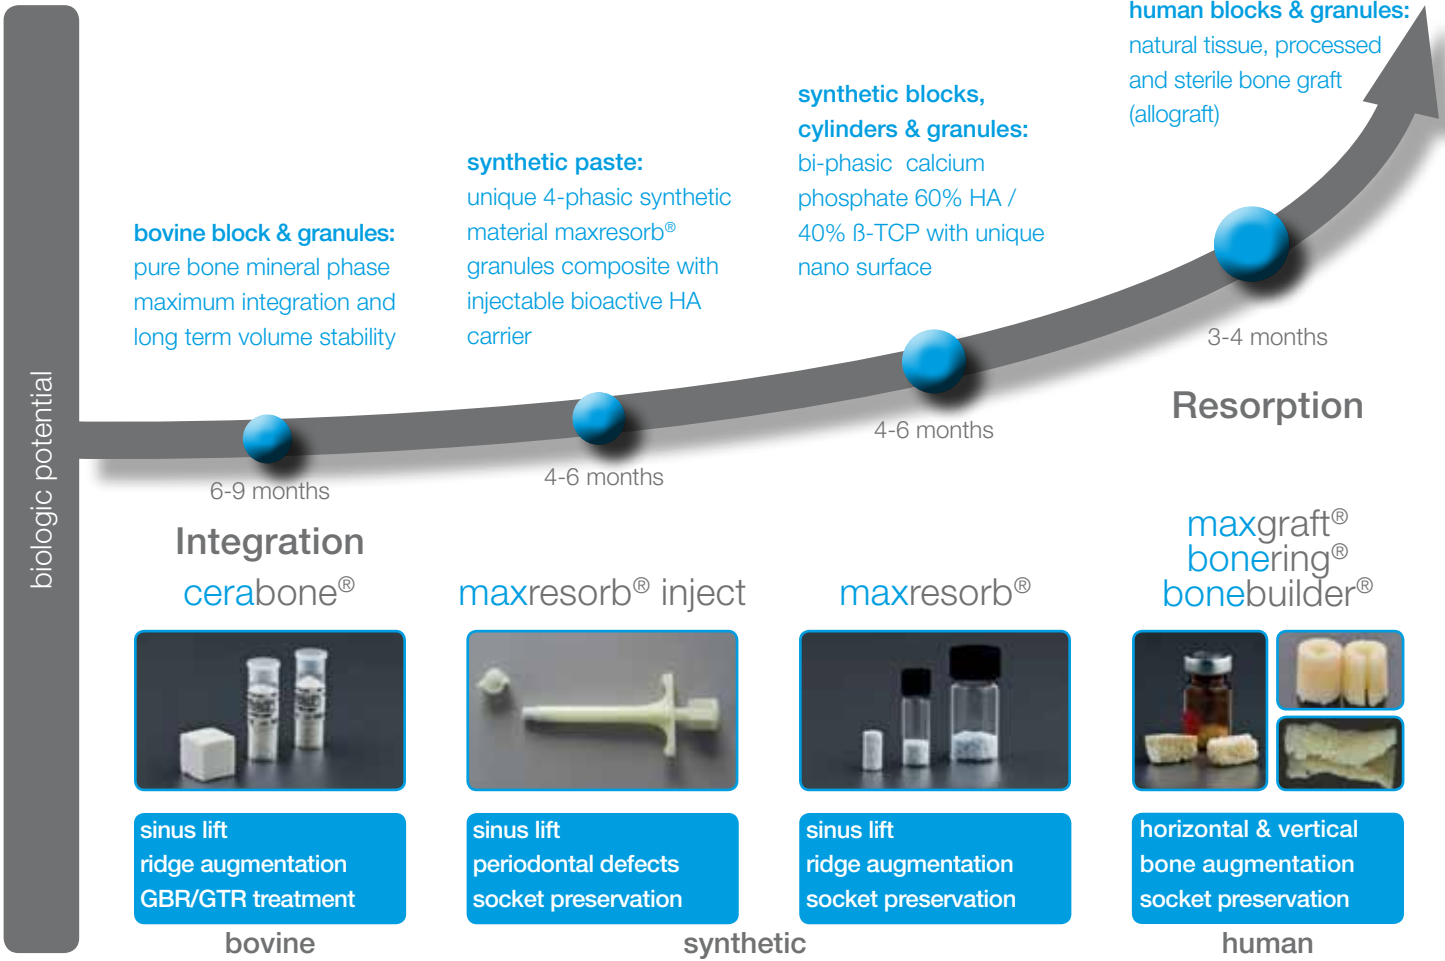 biologic potential
human blocks & granules:
natural tissue, processed
and sterile bone graft
(allograft)
synthetic blocks,
cylinders & granules:
bi-phasic calcium
phosphate 60% HA /
40% ß-TCP with unique
nano surface
synthetic paste:
unique 4-phasic synthetic
material maxresorb®
granules composite with
injectable bioactive HA
carrier
bovine block & granules:
pure bone mineral phase
maximum integration and
long term volume stability
6-9 months
4-6 months
4-6 months
3-4 months
Integration
Resorption
cerabone®
maxresorb® inject
maxresorb®
maxgraft®
bonering®
bonebuilder®
sinus lift
ridge augmentation
GBR/GTR treatment
sinus lift
periodontal defects
socket preservation
sinus lift
ridge augmentation
socket preservation
horizontal & vertical
bone augmentation
socket preservation
bovine
synthetic
human